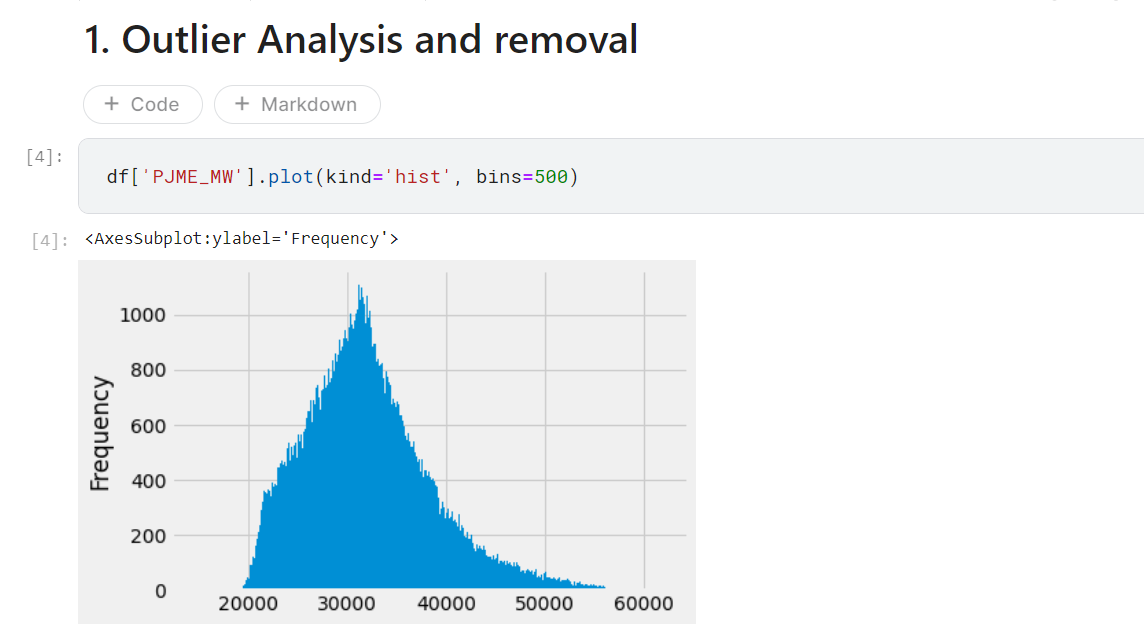 1. Outlier Analysis and removal
+ Code + Markdown
[4]:
df['PJME_MW'].plot(kind='hist', bins=500)
[4]: <AxesSubplot:ylabel='Frequency'>
1000
800
600
400
200
0
Frequency
20000 30000 40000 50000 60000